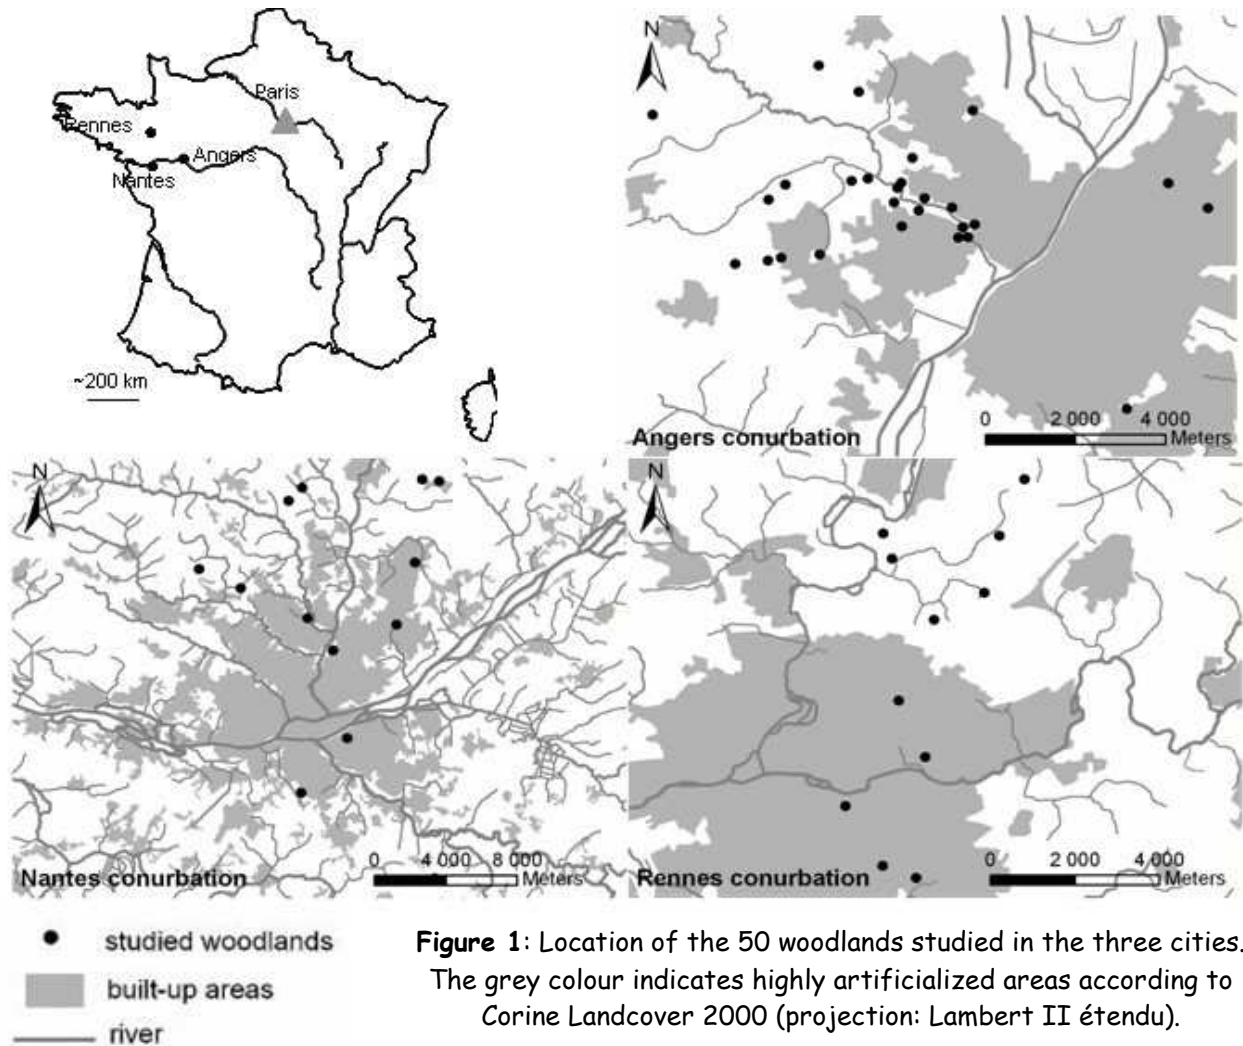 Paris
Rennes
Angers
Nantes
~200 km
N
0 2 000 4 000
Meters
Angers conurbation
N
0 4 000 8 000
Meters
Nantes conurbation
N
0 2 000 4 000
Meters
Rennes conurbation
studied woodlands
built-up areas
river
Figure 1: Location of the 50 woodlands studied in the three cities.
The grey colour indicates highly artificialized areas according to
Corine Landcover 2000 (projection: Lambert II étendu).